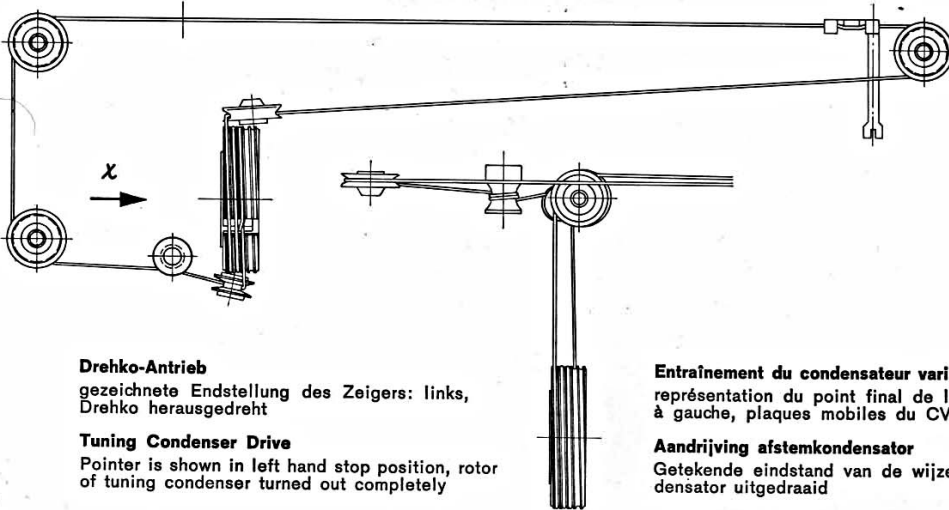 x
Drehko-Antrieb
gezeichnete Endstellung des Zeigers: links,
Drehko herausgedreht
Tuning Condenser Drive
Pointer is shown in left hand stop position, rotor
of tuning condenser turned out completely
Entraînement du condensateur vari
représentation du point final de l
à gauche, plaques mobiles du CV
Aandrijving afstemkondensator
Getekende eindstand van de wijze
densator uitgedraaid